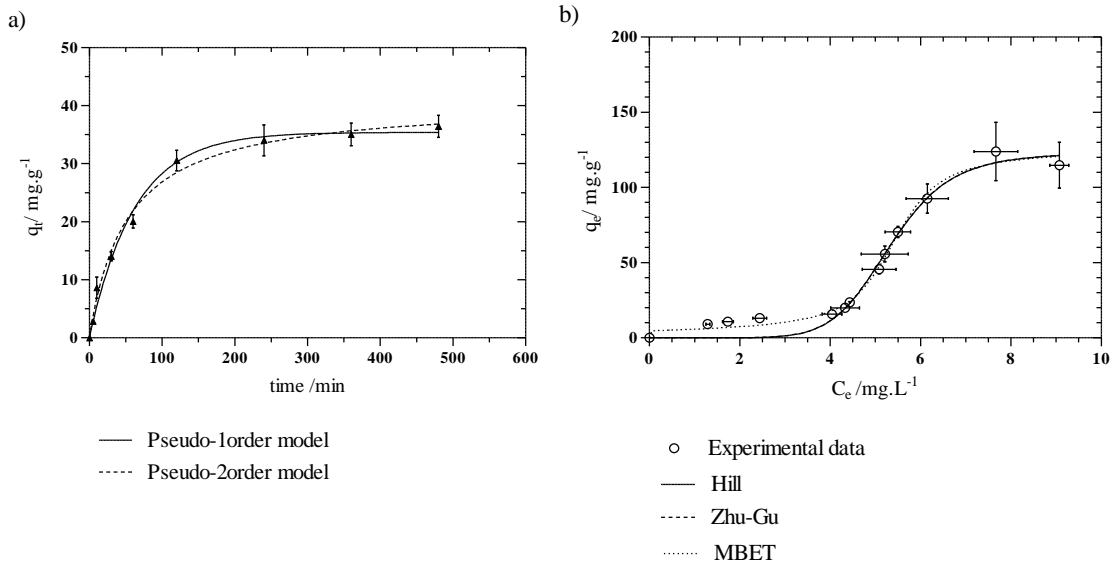 a)
50
40
30
20
10
0
q_t/ mg.g^-1
0 100 200 300 400 500 600
time /min
Pseudo-1order model
Pseudo-2order model
b)
200
150
100
50
0
q_e/ mg.g^-1
0 2 4 6 8 10
C_e /mg.L^-1
Experimental data
Hill
Zhu-Gu
MBET